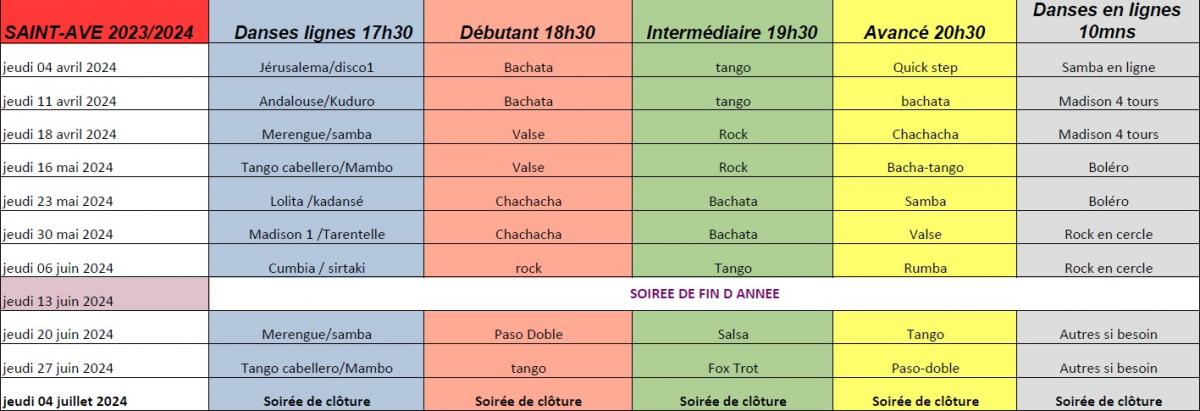 SAINT-AVE 2023/2024 Danses lignes 17h30 Débutant 18h30 Intermédiaire 19h30 Avancé 20h30 Danses en lignes 10mns
jeudi 04 avril 2024 Jérusalema/disco1 Bachata tango Quick step Samba en ligne
jeudi 11 avril 2024 Andalouse/Kuduro Bachata tango bachata Madison 4 tours
jeudi 18 avril 2024 Merengue/samba Valse Rock Chachacha Madison 4 tours
jeudi 16 mai 2024 Tango cabellero/Mambo Valse Rock Bacha-tango Boléro
jeudi 23 mai 2024 Lolita /kadansé Chachacha Bachata Samba Boléro
jeudi 30 mai 2024 Madison 1 /Tarentelle Chachacha Bachata Valse Rock en cercle
jeudi 06 juin 2024 Cumbia / sirtaki rock Tango Rumba Rock en cercle
jeudi 13 juin 2024 SOIREE DE FIN D ANNEE
jeudi 20 juin 2024 Merengue/samba Paso Doble Salsa Tango Autres si besoin
jeudi 27 juin 2024 Tango cabellero/Mambo tango Fox Trot Paso-doble Autres si besoin
jeudi 04 juillet 2024 Soirée de clôture Soirée de clôture Soirée de clôture Soirée de clôture Soirée de clôture